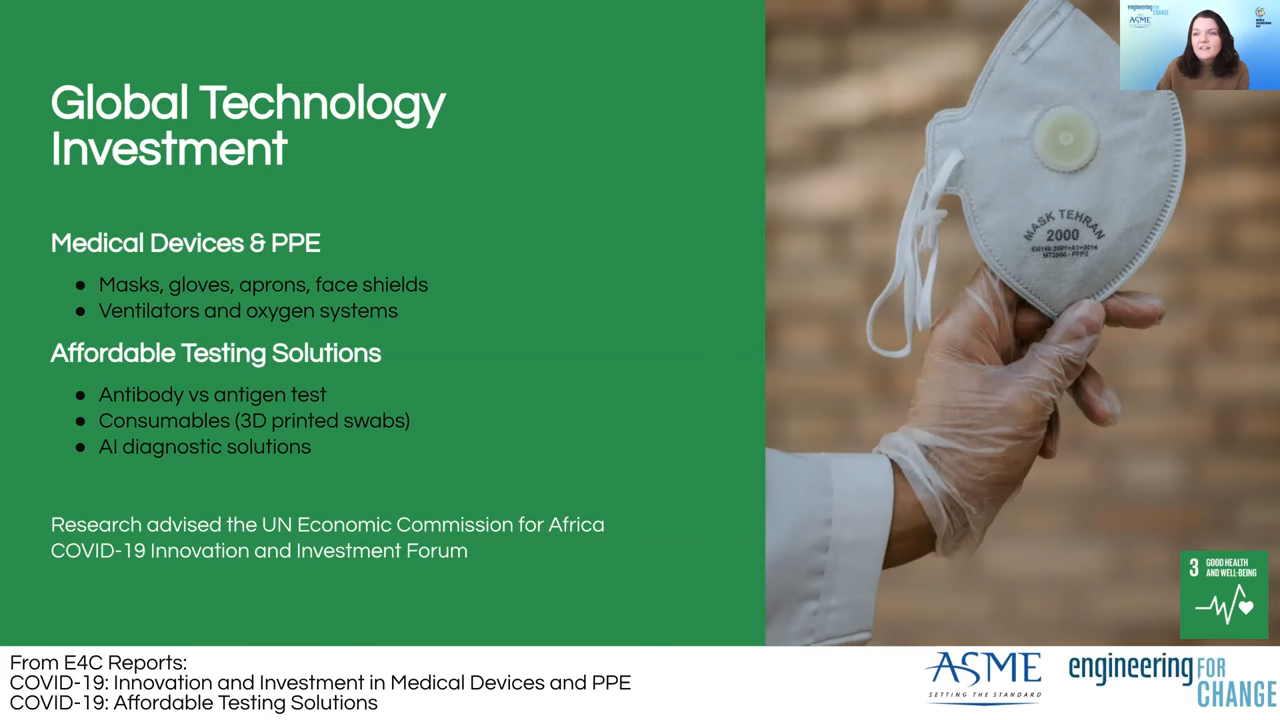 Global Technology
Investment
Medical Devices & PPE
● Masks, gloves, aprons, face shields
● Ventilators and oxygen systems
Affordable Testing Solutions
● Antibody vs antigen test
● Consumables (3D printed swabs)
● AI diagnostic solutions
Research advised the UN Economic Commission for Africa
COVID-19 Innovation and Investment Forum
engineering FOR
CHANGE
ASME
MASK TEHRAN
2000
3 GOOD HEALTH
AND WELL-BEING
From E4C Reports:
COVID-19: Innovation and Investment in Medical Devices and PPE
COVID-19: Affordable Testing Solutions
ASME
SETTING THE STANDARD
engineering FOR
CHANGE